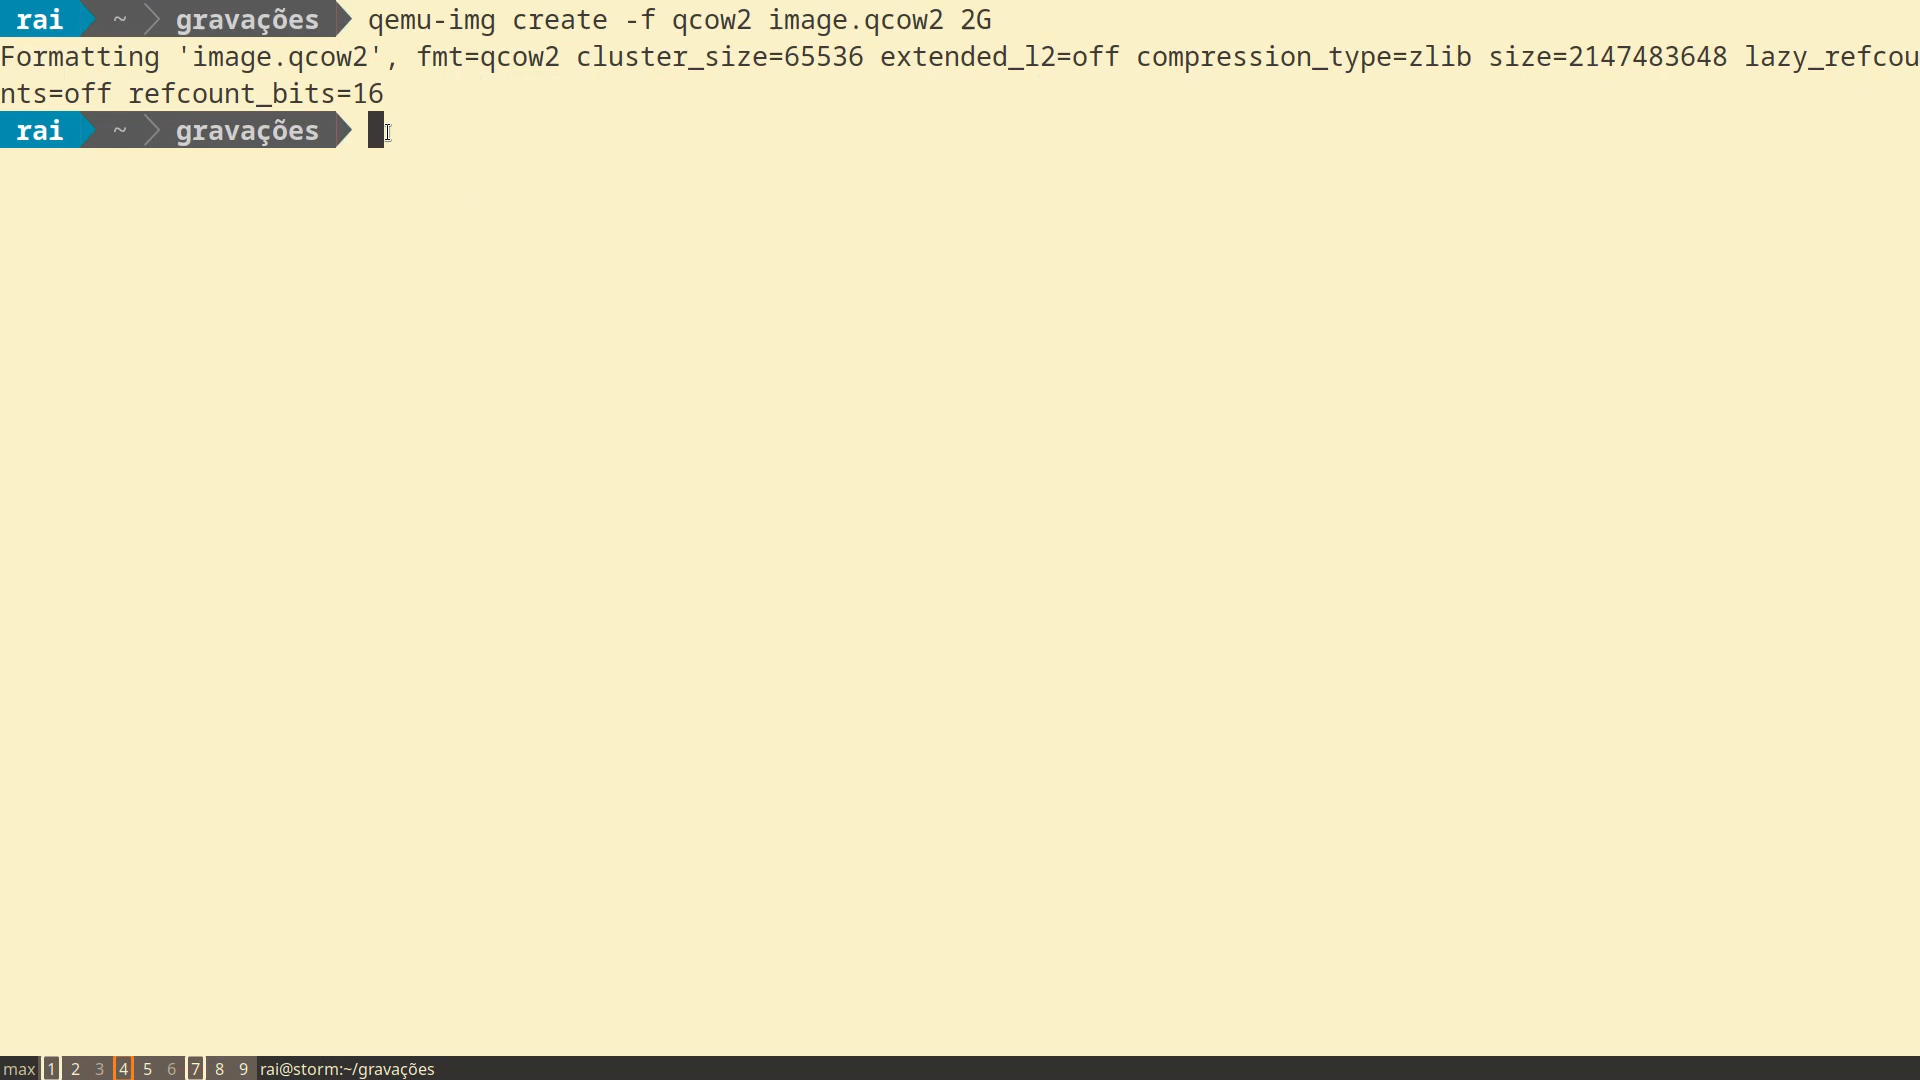 rai ~ gravações qemu-img create -f qcow2 image.qcow2 2G
Formatting 'image.qcow2', fmt=qcow2 cluster_size=65536 extended_l2=off compression_type=zlib size=2147483648 lazy_refcou
nts=off refcount_bits=16
rai ~ gravações
max 1 2 3 4 5 6 7 8 9 rai@storm:~/gravações